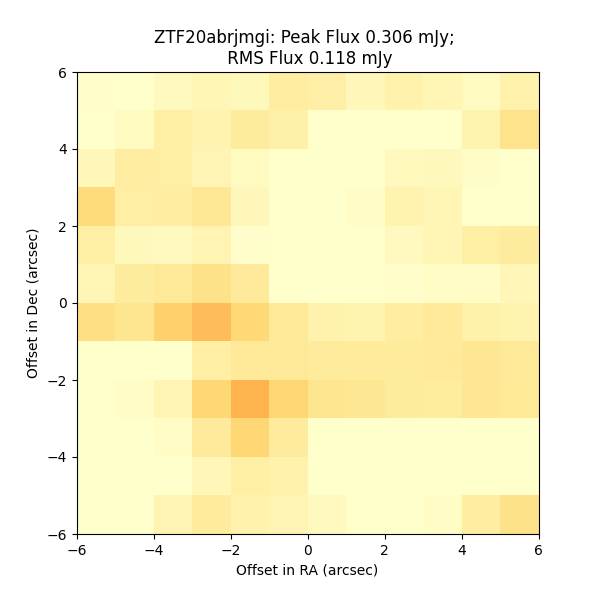 ZTF20abrjmgi: Peak Flux 0.306 mJy;
RMS Flux 0.118 mJy
6
4
2
0
−2
−4
−6
Offset in Dec (arcsec)
−6 −4 −2 0 2 4 6
Offset in RA (arcsec)